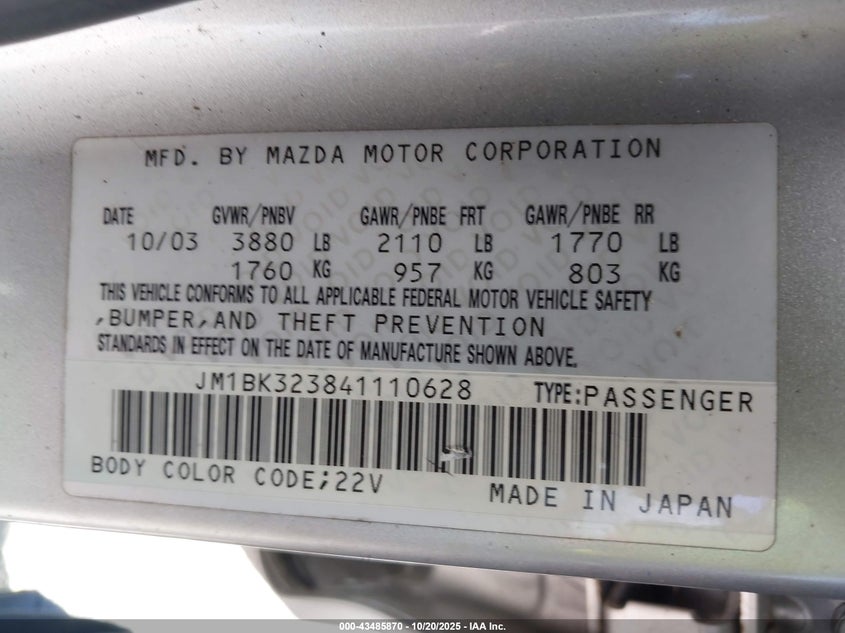 MFD. BY MAZDA MOTOR CORPORATION
DATE GVWR/PNBV GAWR/PNBE FRT GAWR/PNBE RR
10/03 3880 LB 2110 LB 1770 LB
1760 KG 957 KG 803 KG
THIS VEHICLE CONFORMS TO ALL APPLICABLE FEDERAL MOTOR VEHICLE SAFETY
,BUMPER,AND THEFT PREVENTION
STANDARDS IN EFFECT ON THE DATE OF MANUFACTURE SHOWN ABOVE.
JM1BK323841110628 TYPE:PASSENGER
BODY COLOR CODE;22V MADE IN JAPAN
000-43485870 | 10/20/2025 - IAA Inc.